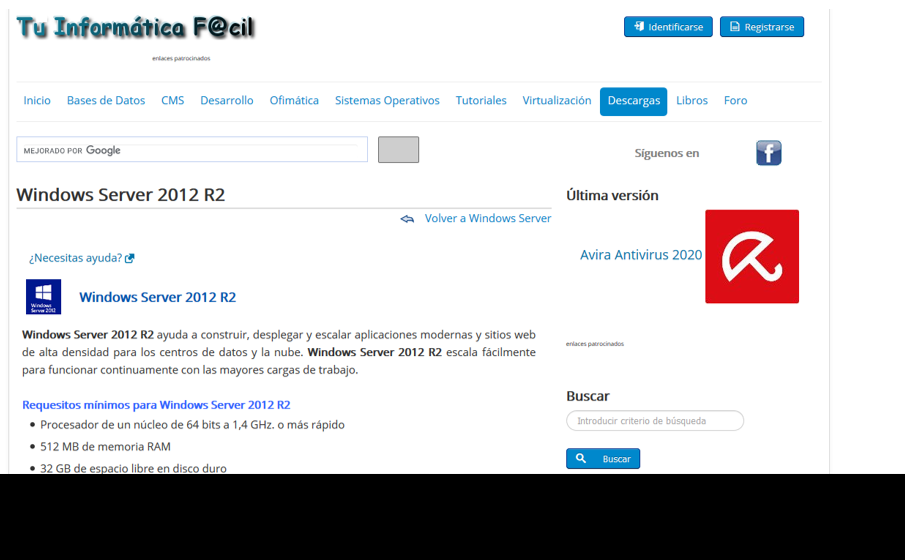 Tu Informática F@cil
Identificarse
Registrarse
enlaces patrocinados
Inicio Bases de Datos CMS Desarrollo Ofimática Sistemas Operativos Tutoriales Virtualización Descargas Libros Foro
MEJORADO POR Google
Síguenos en
f
Windows Server 2012 R2
Última versión
Volver a Windows Server
Avira Antivirus 2020
¿Necesitas ayuda?
Windows
Server 2012
Windows Server 2012 R2
Windows Server 2012 R2 ayuda a construir, desplegar y escalar aplicaciones modernas y sitios web
de alta densidad para los centros de datos y la nube. Windows Server 2012 R2 escala fácilmente
para funcionar continuamente con las mayores cargas de trabajo.
enlaces patrocinados
Requesitos mínimos para Windows Server 2012 R2
Procesador de un núcleo de 64 bits a 1,4 GHz. o más rápido
512 MB de memoria RAM
32 GB de espacio libre en disco duro
Buscar
Introducir criterio de búsqueda
Buscar